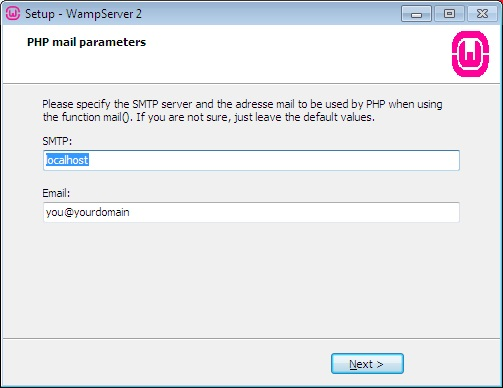 Setup - WampServer 2
PHP mail parameters
Please specify the SMTP server and the adresse mail to be used by PHP when using
the function mail(). If you are not sure, just leave the default values.
SMTP:
localhost
Email:
you@yourdomain
Next >